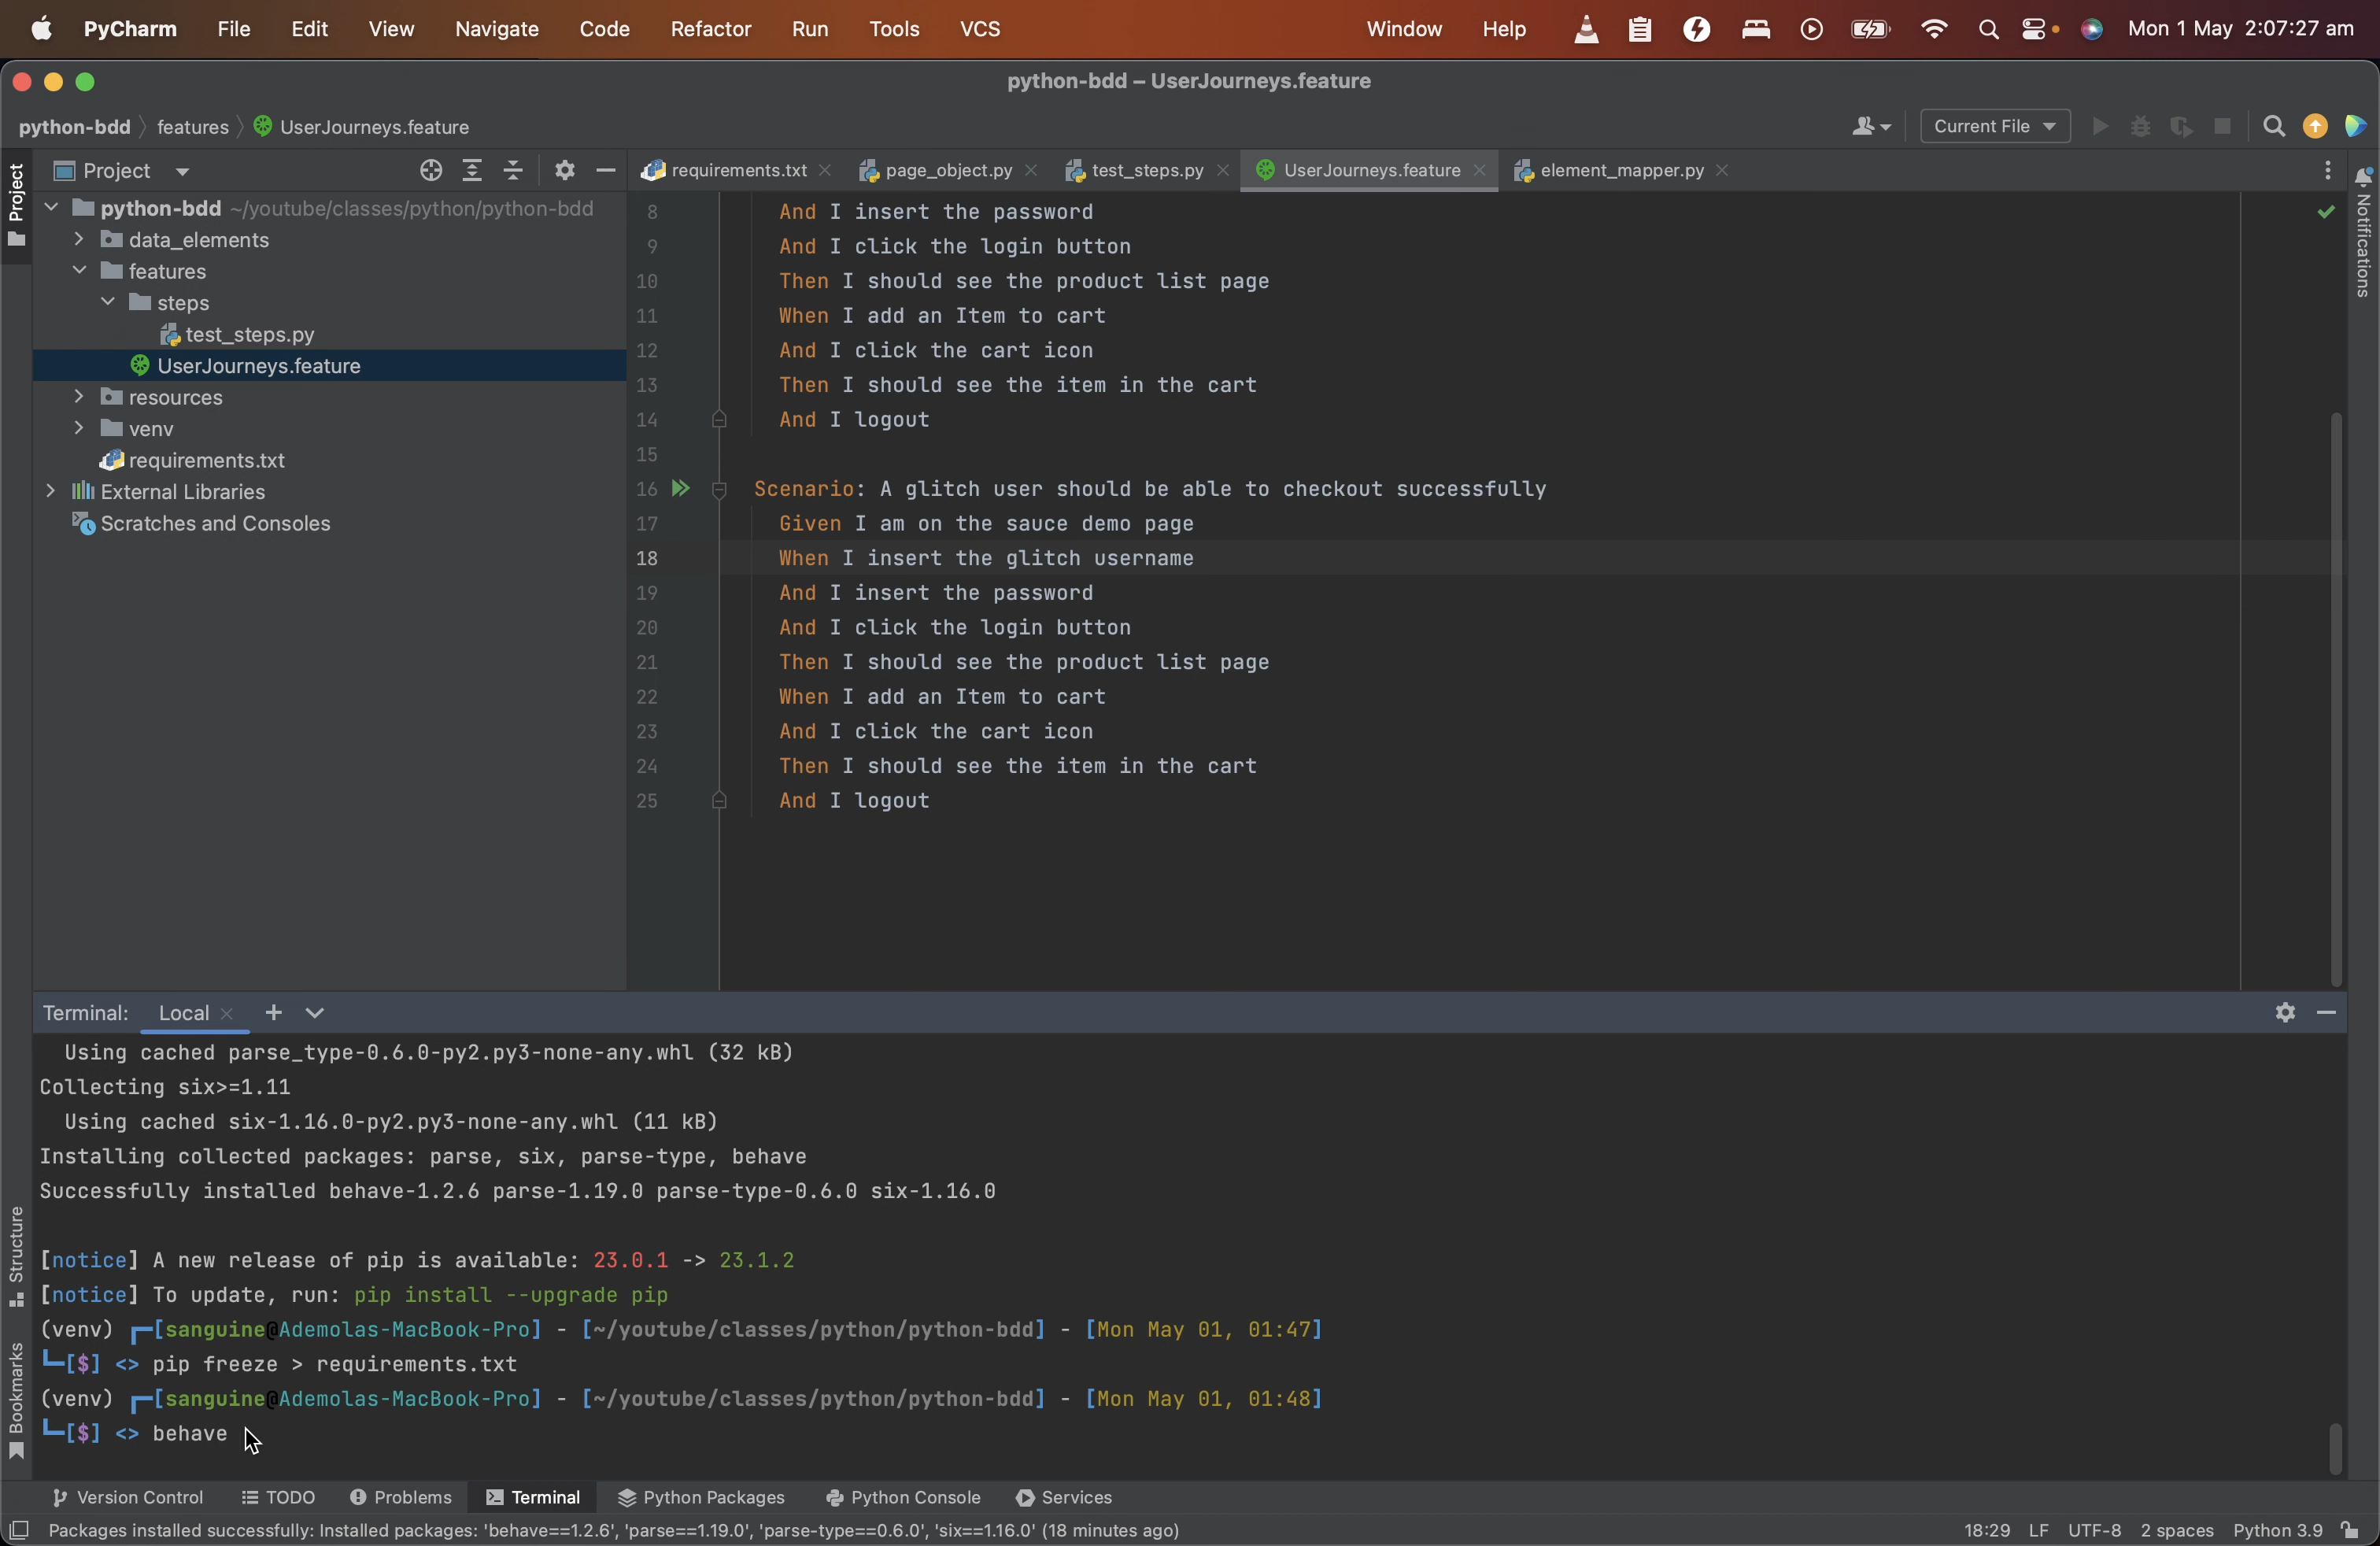 PyCharm File Edit View Navigate Code Refactor Run Tools VCS Window Help Mon 1 May 2:07:27 am
python-bdd – UserJourneys.feature
python-bdd features UserJourneys.feature Current File
Project requirements.txt page_object.py test_steps.py UserJourneys.feature element_mapper.py
Project
Notifications
python-bdd ~/youtube/classes/python/python-bdd
data_elements
features
steps
test_steps.py
UserJourneys.feature
resources
venv
requirements.txt
External Libraries
Scratches and Consoles
8 And I insert the password
9 And I click the login button
10 Then I should see the product list page
11 When I add an Item to cart
12 And I click the cart icon
13 Then I should see the item in the cart
14 And I logout
15
16 Scenario: A glitch user should be able to checkout successfully
17 Given I am on the sauce demo page
18 When I insert the glitch username
19 And I insert the password
20 And I click the login button
21 Then I should see the product list page
22 When I add an Item to cart
23 And I click the cart icon
24 Then I should see the item in the cart
25 And I logout
Terminal: Local
Using cached parse_type-0.6.0-py2.py3-none-any.whl (32 kB)
Collecting six>=1.11
Using cached six-1.16.0-py2.py3-none-any.whl (11 kB)
Installing collected packages: parse, six, parse-type, behave
Successfully installed behave-1.2.6 parse-1.19.0 parse-type-0.6.0 six-1.16.0
[notice] A new release of pip is available: 23.0.1 -> 23.1.2
[notice] To update, run: pip install --upgrade pip
(venv) ┌─[sanguine@Ademolas-MacBook-Pro] - [~/youtube/classes/python/python-bdd] - [Mon May 01, 01:47]
└─[$] <> pip freeze > requirements.txt
(venv) ┌─[sanguine@Ademolas-MacBook-Pro] - [~/youtube/classes/python/python-bdd] - [Mon May 01, 01:48]
└─[$] <> behave
Structure
Bookmarks
Version Control TODO Problems Terminal Python Packages Python Console Services
Packages installed successfully: Installed packages: 'behave==1.2.6', 'parse==1.19.0', 'parse-type==0.6.0', 'six==1.16.0' (18 minutes ago) 18:29 LF UTF-8 2 spaces Python 3.9